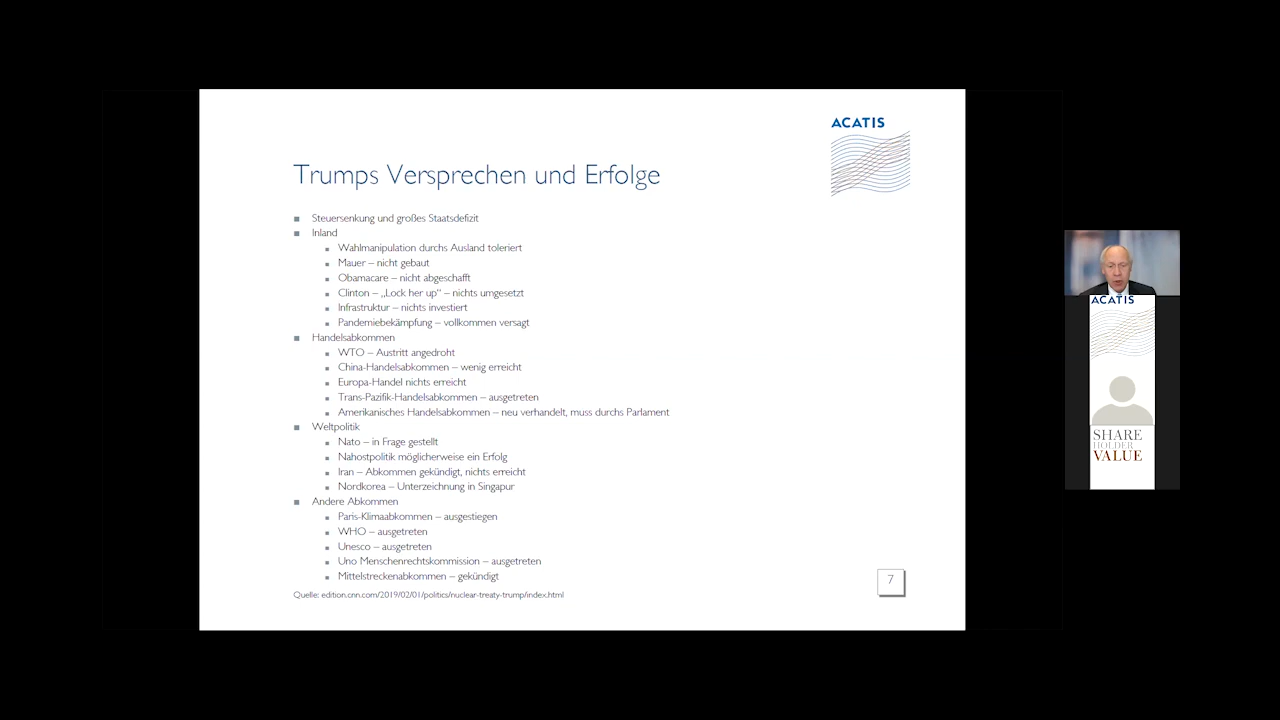 ACATIS
Trumps Versprechen und Erfolge
Steuersenkung und großes Staatsdefizit
Inland
Wahlmanipulation durchs Ausland toleriert
Mauer – nicht gebaut
Obamacare – nicht abgeschafft
Clinton – „Lock her up“ – nichts umgesetzt
Infrastruktur – nichts investiert
Pandemiebekämpfung – vollkommen versagt
Handelsabkommen
WTO – Austritt angedroht
China-Handelsabkommen – wenig erreicht
Europa-Handel nichts erreicht
Trans-Pazifik-Handelsabkommen – ausgetreten
Amerikanisches Handelsabkommen – neu verhandelt, muss durchs Parlament
Weltpolitik
Nato – in Frage gestellt
Nahostpolitik möglicherweise ein Erfolg
Iran – Abkommen gekündigt, nichts erreicht
Nordkorea – Unterzeichnung in Singapur
Andere Abkommen
Paris-Klimaabkommen – ausgestiegen
WHO – ausgetreten
Unesco – ausgetreten
Uno Menschenrechtskommission – ausgetreten
Mittelstreckenabkommen – gekündigt
Quelle: edition.cnn.com/2019/02/01/politics/nuclear-treaty-trump/index.html
7
ACATIS
SHARE
HOLDER
VALUE